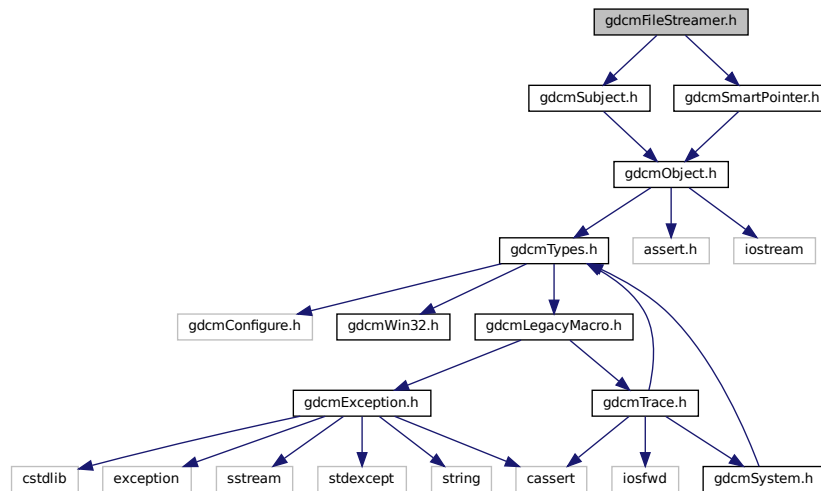 gdcmFileStreamer.h
gdcmSubject.h
gdcmSmartPointer.h
gdcmObject.h
gdcmTypes.h
assert.h
iostream
gdcmConfigure.h
gdcmWin32.h
gdcmLegacyMacro.h
gdcmException.h
gdcmTrace.h
cstdlib
exception
sstream
stdexcept
string
cassert
iosfwd
gdcmSystem.h